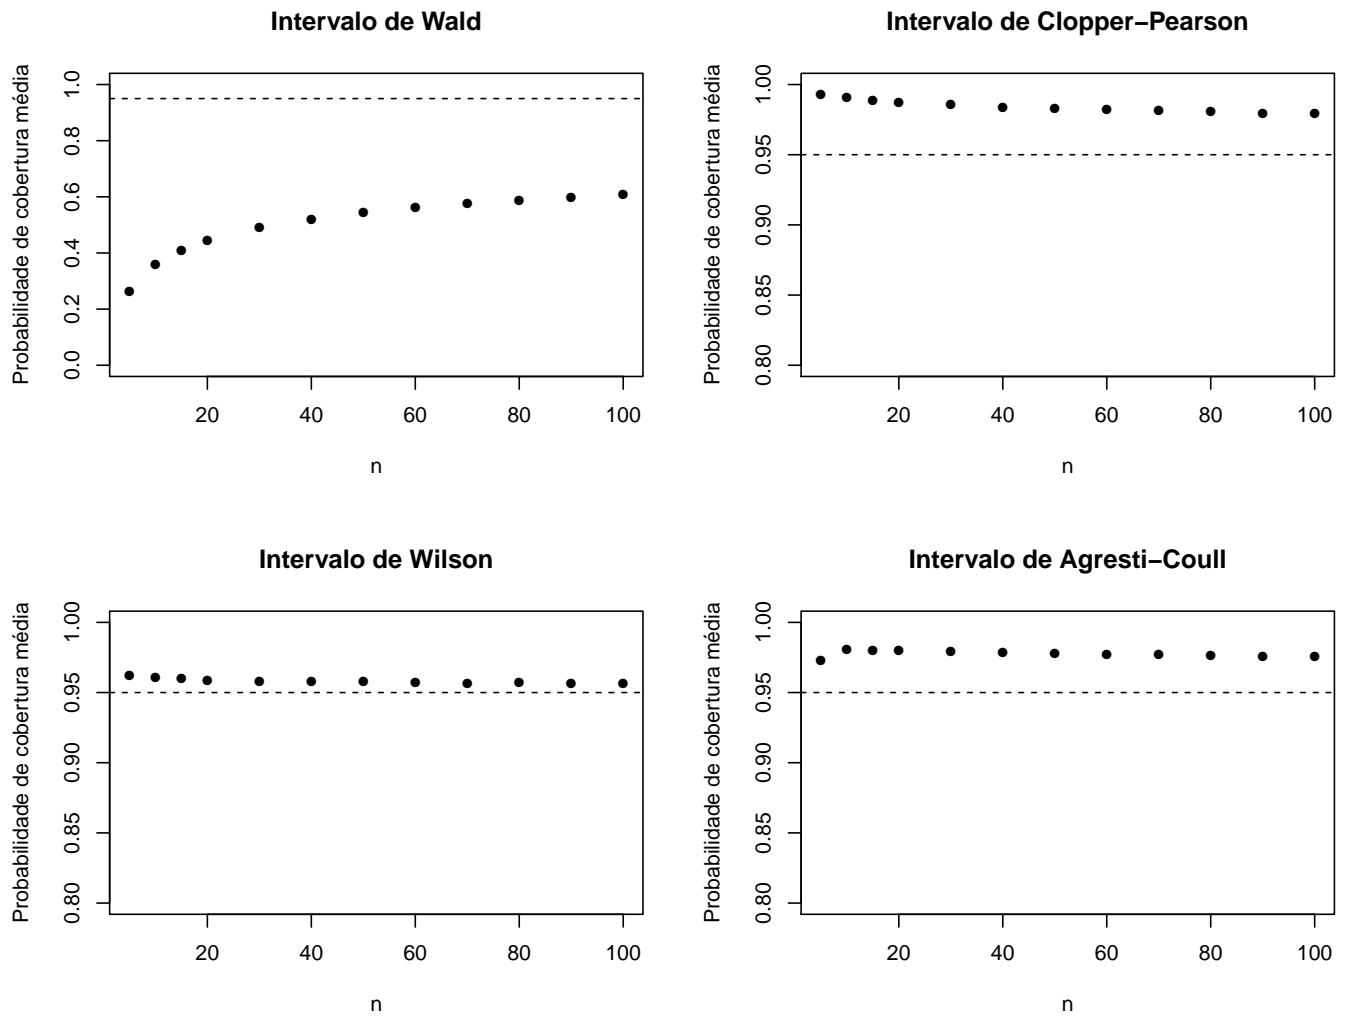 Intervalo de Wald
Probabilidade de cobertura média
0.0 0.2 0.4 0.6 0.8 1.0
20 40 60 80 100
n
Intervalo de Clopper−Pearson
Probabilidade de cobertura média
0.80 0.85 0.90 0.95 1.00
20 40 60 80 100
n
Intervalo de Wilson
Probabilidade de cobertura média
0.80 0.85 0.90 0.95 1.00
20 40 60 80 100
n
Intervalo de Agresti−Coull
Probabilidade de cobertura média
0.80 0.85 0.90 0.95 1.00
20 40 60 80 100
n